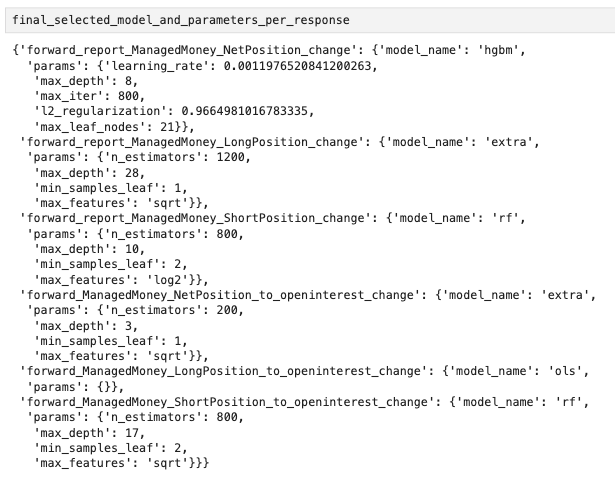 final_selected_model_and_parameters_per_response
{'forward_report_ManagedMoney_NetPosition_change': {'model_name': 'hgbm',
'params': {'learning_rate': 0.0011976520841200263,
'max_depth': 8,
'max_iter': 800,
'l2_regularization': 0.9664981016783335,
'max_leaf_nodes': 21}},
'forward_report_ManagedMoney_LongPosition_change': {'model_name': 'extra',
'params': {'n_estimators': 1200,
'max_depth': 28,
'min_samples_leaf': 1,
'max_features': 'sqrt'}},
'forward_report_ManagedMoney_ShortPosition_change': {'model_name': 'rf',
'params': {'n_estimators': 800,
'max_depth': 10,
'min_samples_leaf': 2,
'max_features': 'log2'}},
'forward_ManagedMoney_NetPosition_to_openinterest_change': {'model_name': 'extra',
'params': {'n_estimators': 200,
'max_depth': 3,
'min_samples_leaf': 1,
'max_features': 'sqrt'}},
'forward_ManagedMoney_LongPosition_to_openinterest_change': {'model_name': 'ols',
'params': {}},
'forward_ManagedMoney_ShortPosition_to_openinterest_change': {'model_name': 'rf',
'params': {'n_estimators': 800,
'max_depth': 17,
'min_samples_leaf': 2,
'max_features': 'sqrt'}}}